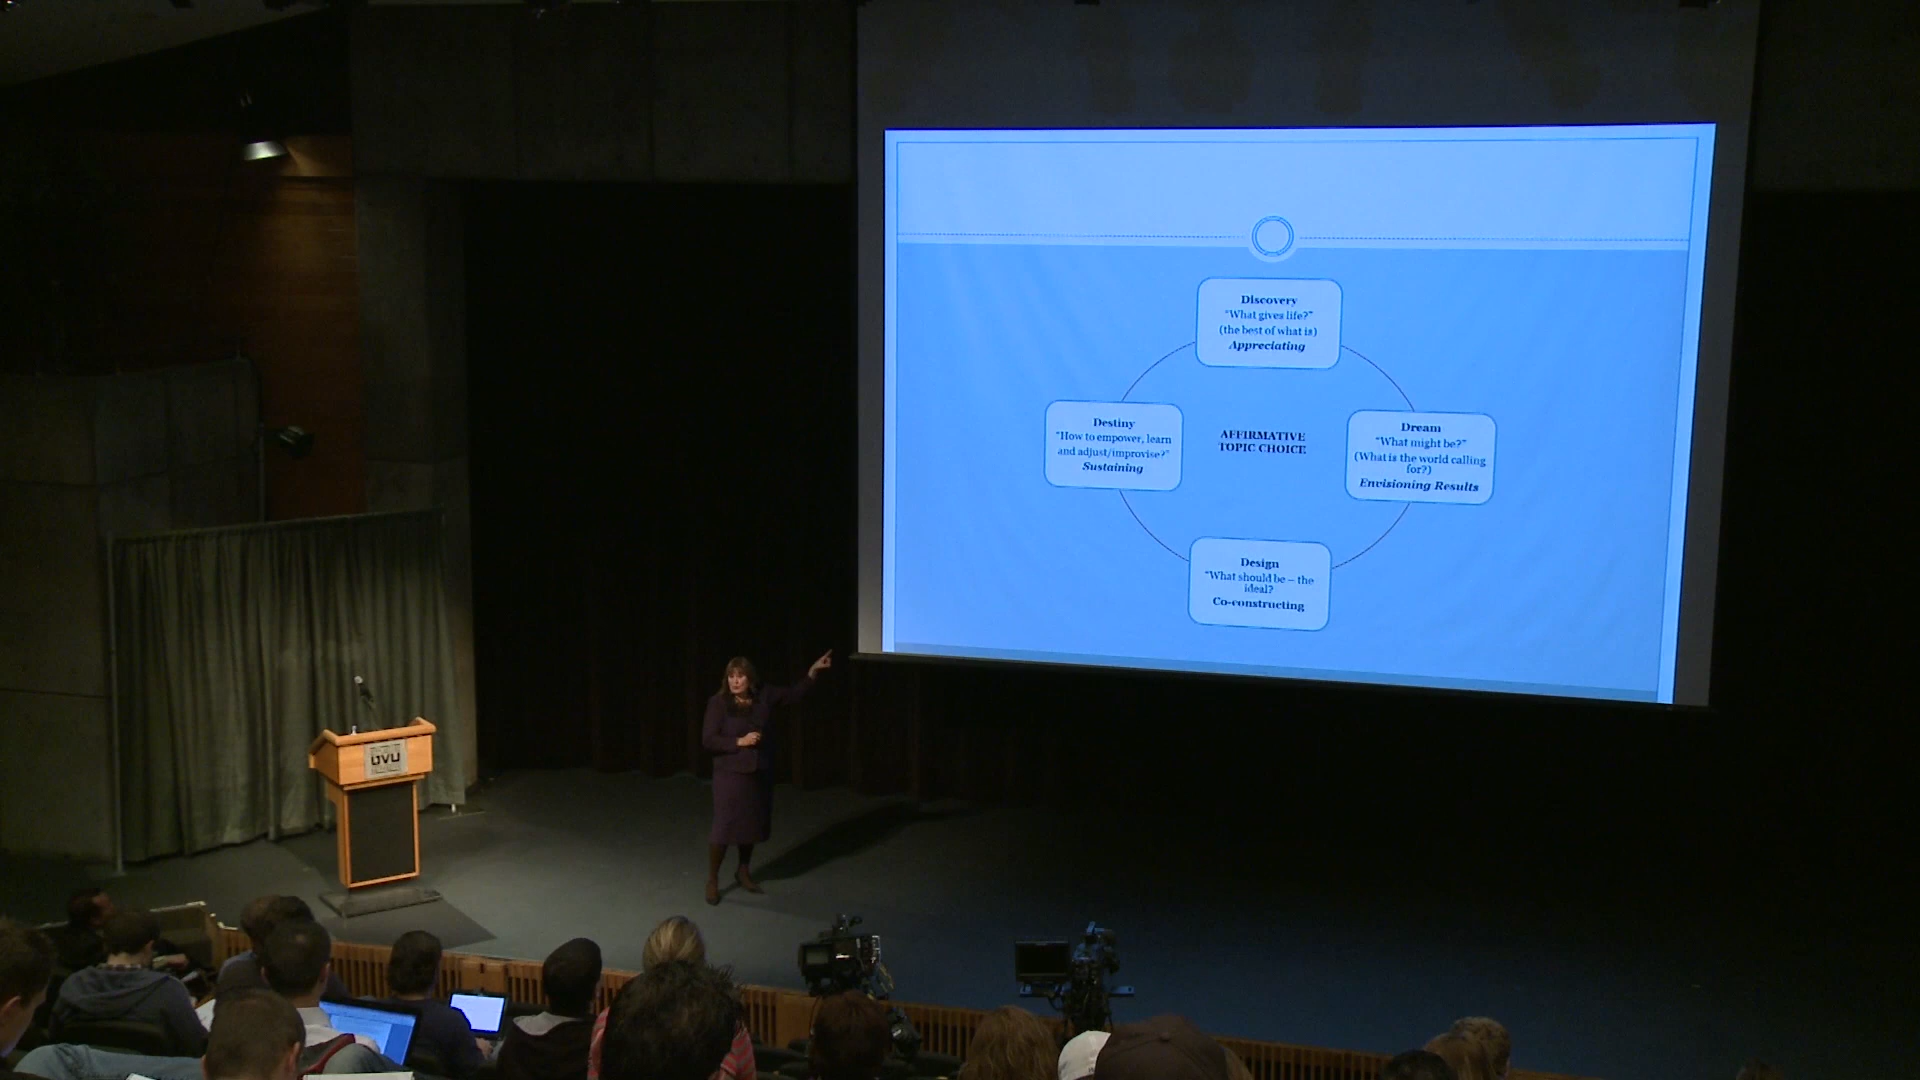 Discovery
"What gives life?"
(the best of what is)
Appreciating
Destiny
"How to empower, learn
and adjust/improvise?"
Sustaining
AFFIRMATIVE
TOPIC CHOICE
Dream
"What might be?"
(What is the world calling
for?)
Envisioning Results
Design
"What should be – the
ideal?
Co-constructing
UVU